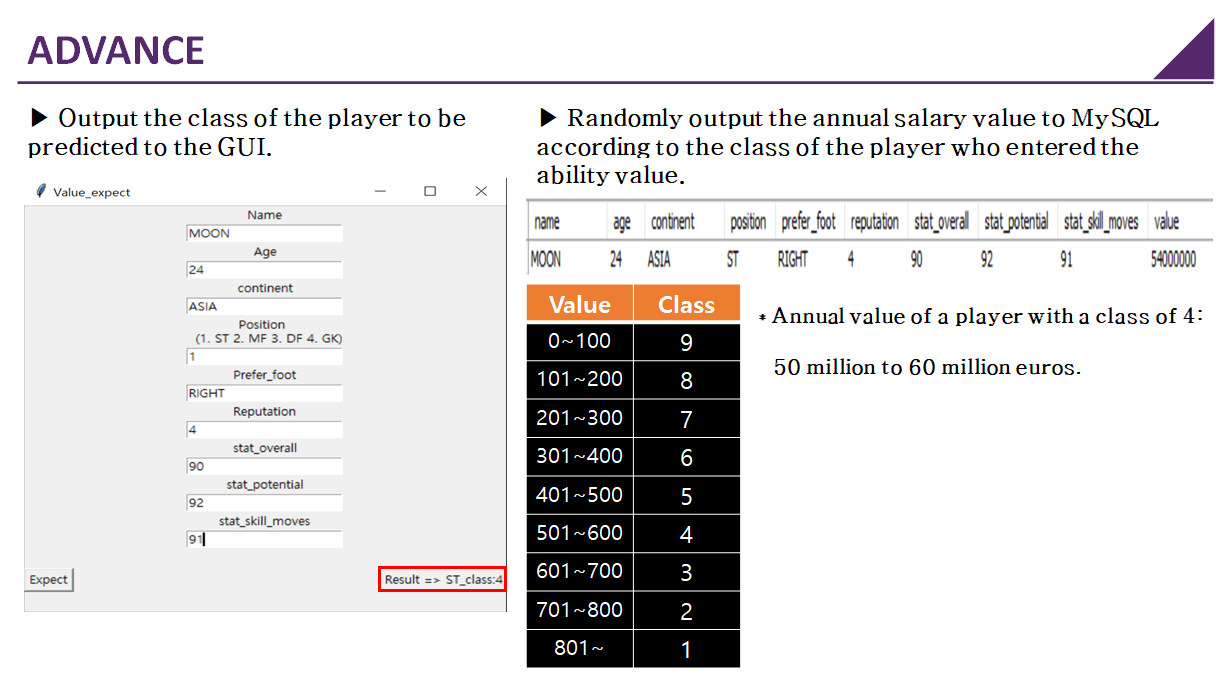 ADVANCE
▶ Output the class of the player to be
predicted to the GUI.
Value_expect
Name
MOON
Age
24
continent
ASIA
Position
(1. ST 2. MF 3. DF 4. GK)
1
Prefer_foot
RIGHT
Reputation
4
stat_overall
90
stat_potential
92
stat_skill_moves
91
Expect
Result => ST_class:4
▶ Randomly output the annual salary value to MySQL
according to the class of the player who entered the
ability value.
name age continent position prefer_foot reputation stat_overall stat_potential stat_skill_moves value
MOON 24 ASIA ST RIGHT 4 90 92 91 54000000
Value Class
0~100 9
101~200 8
201~300 7
301~400 6
401~500 5
501~600 4
601~700 3
701~800 2
801~ 1
* Annual value of a player with a class of 4:
50 million to 60 million euros.